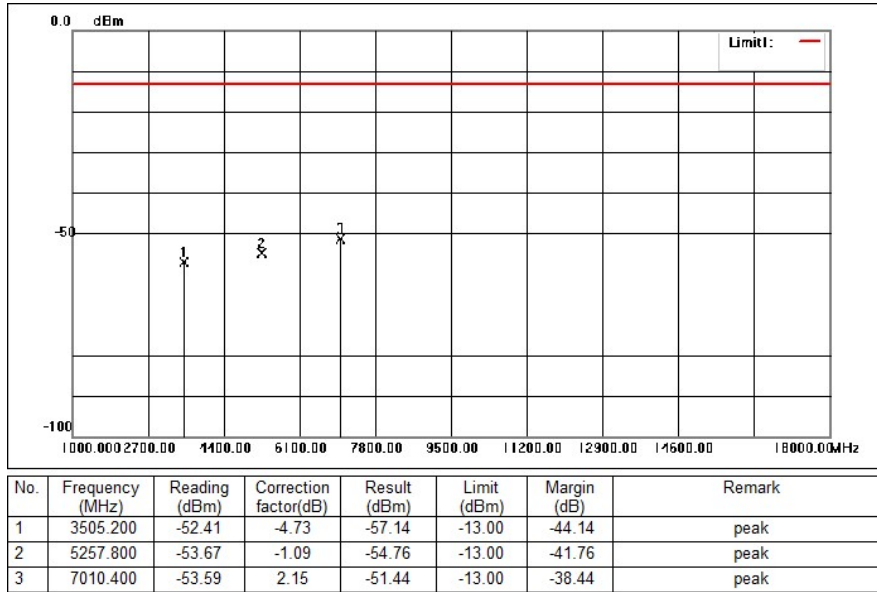 0.0 dBm
Limit1:
1
2
3
-50
-100
1000.000 2700.00 4400.00 6100.00 7800.00 9500.00 11200.00 12900.00 14600.00 18000.00 MHz
No. Frequency (MHz) Reading (dBm) Correction factor(dB) Result (dBm) Limit (dBm) Margin (dB) Remark
1 3505.200 -52.41 -4.73 -57.14 -13.00 -44.14 peak
2 5257.800 -53.67 -1.09 -54.76 -13.00 -41.76 peak
3 7010.400 -53.59 2.15 -51.44 -13.00 -38.44 peak